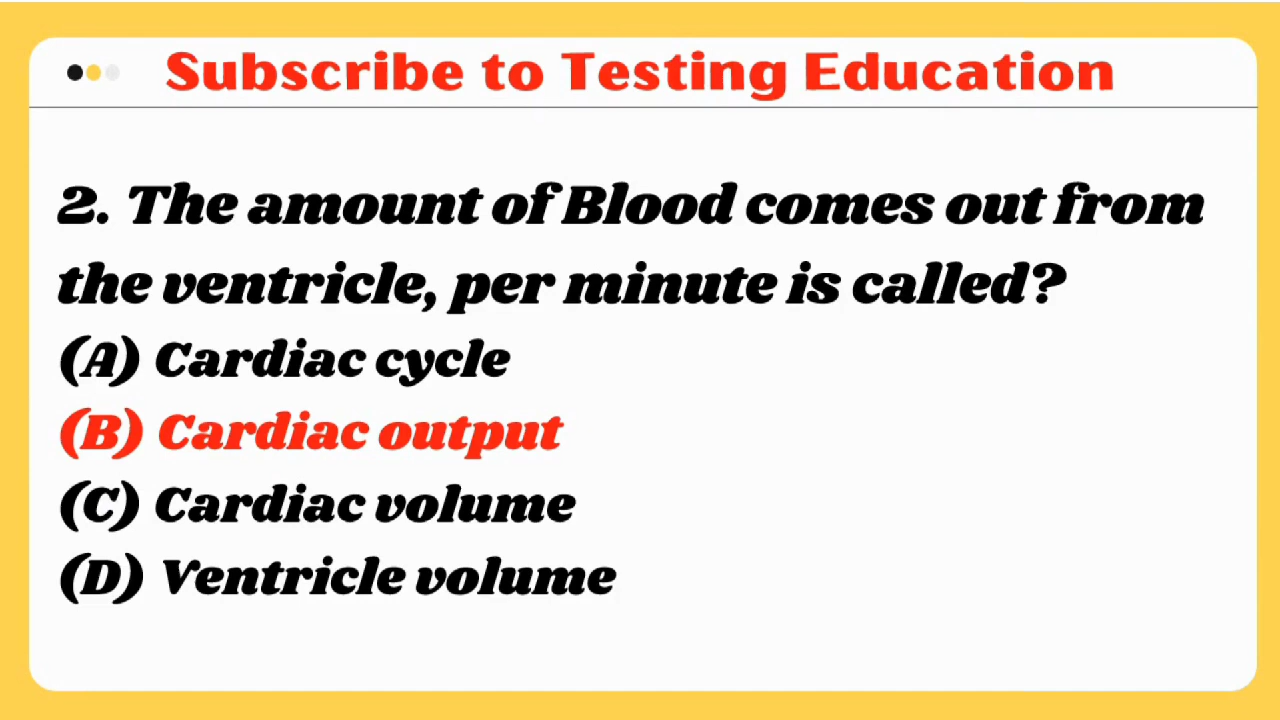 Subscribe to Testing Education
2. The amount of Blood comes out from
the ventricle, per minute is called?
(A) Cardiac cycle
(B) Cardiac output
(C) Cardiac volume
(D) Ventricle volume